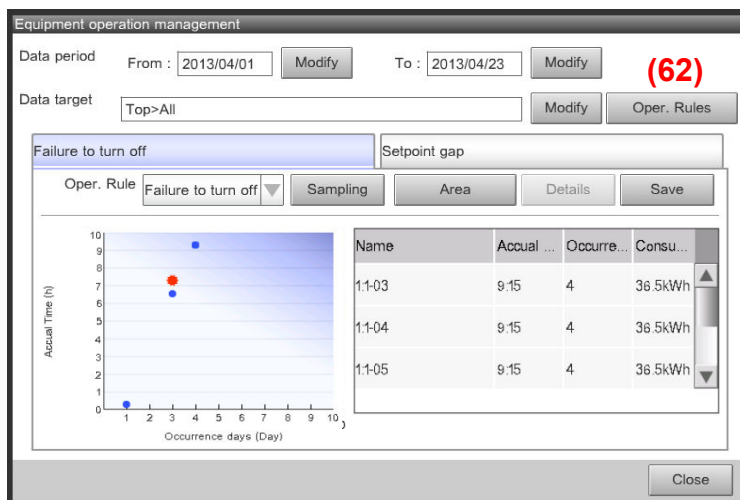 Equipment operation management
Data period From : 2013/04/01 Modify To : 2013/04/23 Modify
(62)
Data target Top>All Modify Oper. Rules
Failure to turn off Setpoint gap
Oper. Rule Failure to turn off Sampling Area Details Save
Name Accual ... Occurre... Consu...
1:1-03 9:15 4 36.5kWh
1:1-04 9:15 4 36.5kWh
1:1-05 9:15 4 36.5kWh
Accual Time (h)
10
9
8
7
6
5
4
3
2
1
0
1 2 3 4 5 6 7 8 9 10
Occurrence days (Day)
Close